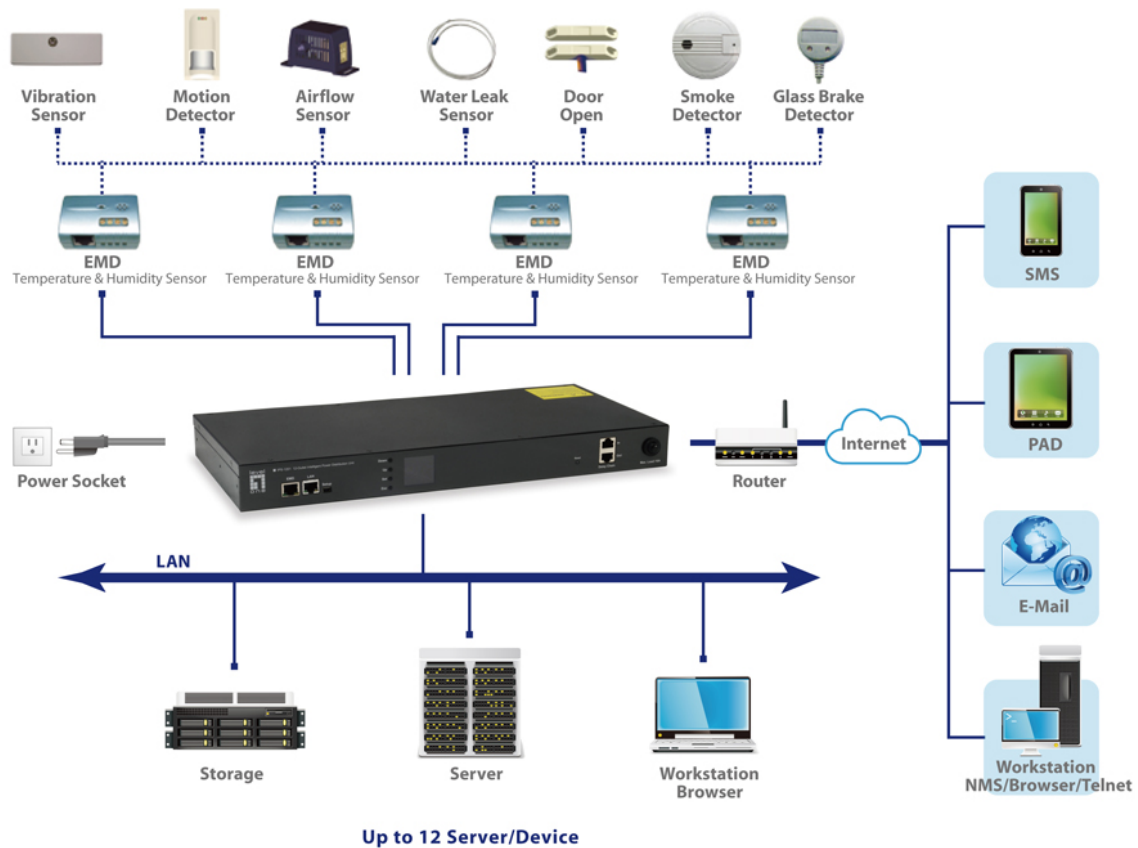 Vibration
Sensor
Motion
Detector
Airflow
Sensor
Water Leak
Sensor
Door
Open
Smoke
Detector
Glass Brake
Detector
EMD
Temperature & Humidity Sensor
EMD
Temperature & Humidity Sensor
EMD
Temperature & Humidity Sensor
EMD
Temperature & Humidity Sensor
SMS
PAD
Power Socket
Router
Internet
LAN
E-Mail
Storage
Server
Workstation
Browser
Workstation
NMS/Browser/Telnet
Up to 12 Server/Device